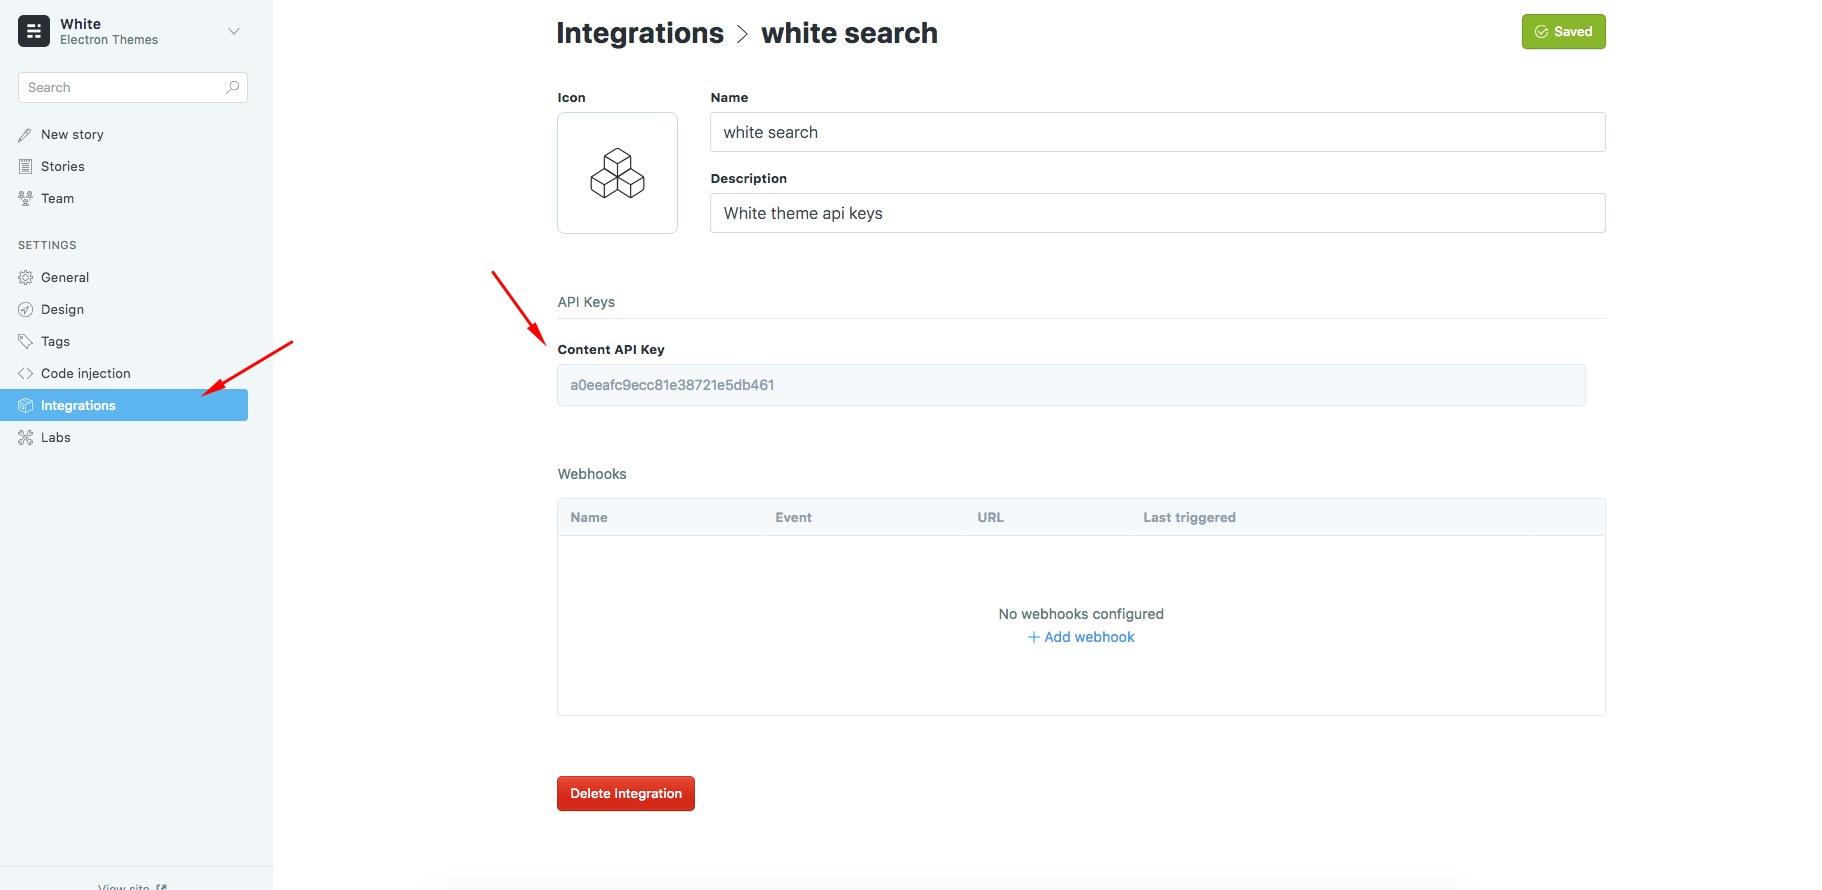 White
Electron Themes
Search
New story
Stories
Team
SETTINGS
General
Design
Tags
Code injection
Integrations
Labs
View site
Integrations > white search
Saved
Icon
Name
white search
Description
White theme api keys
API Keys
Content API Key
a0eeafc9ecc81e38721e5db461
Webhooks
Name Event URL Last triggered
No webhooks configured
+ Add webhook
Delete Integration